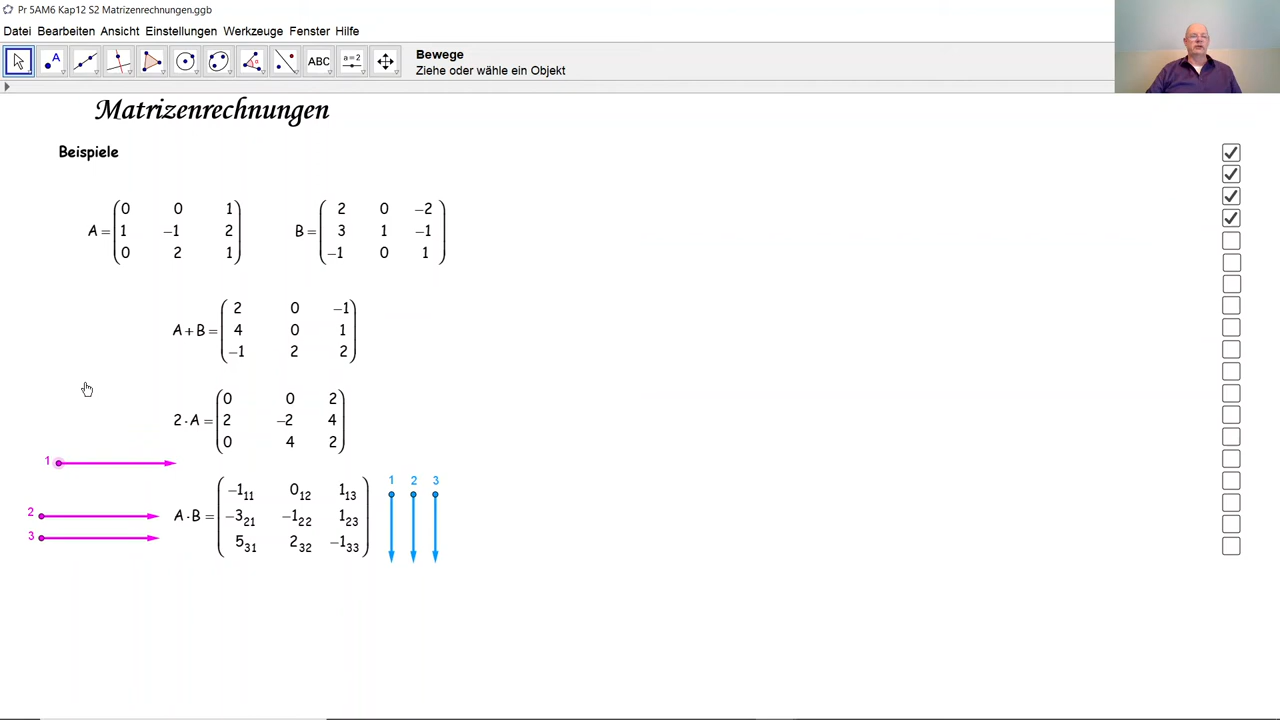 Pr 5AM6 Kap12 S2 Matrizenrechnungen.ggb
Datei Bearbeiten Ansicht Einstellungen Werkzeuge Fenster Hilfe
A ABC a=2 Bewege
Ziehe oder wähle ein Objekt
Matrizenrechnungen
Beispiele
0 0 1 2 0 −2
A = 1 −1 2 B = 3 1 −1
0 2 1 −1 0 1
2 0 −1
A + B = 4 0 1
−1 2 2
0 0 2
2 · A = 2 −2 4
0 4 2
1
1 2 3
−1₁₁ 0₁₂ 1₁₃
2 A · B = −3₂₁ −1₂₂ 1₂₃
3 5₃₁ 2₃₂ −1₃₃